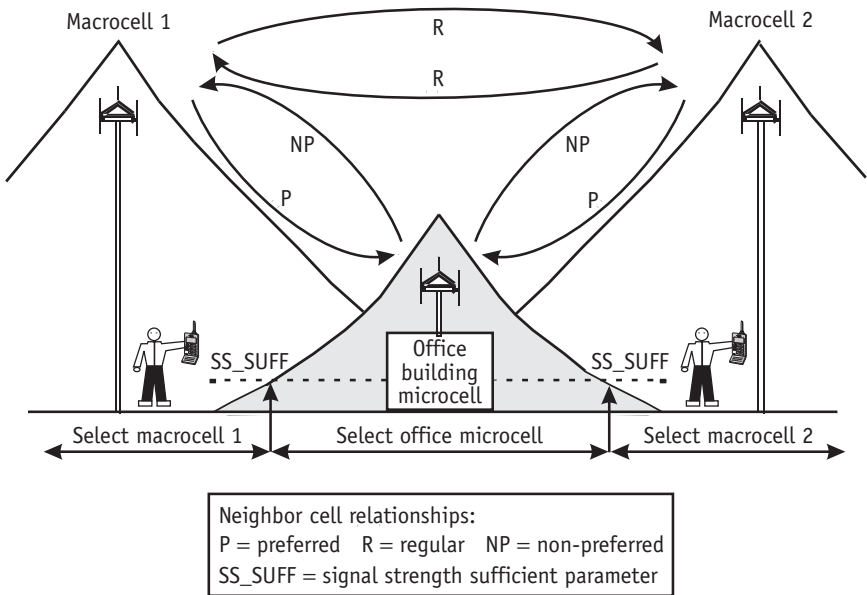 Macrocell 1
Macrocell 2
R
R
NP
NP
P
P
SS_SUFF
SS_SUFF
Office
building
microcell
Select macrocell 1
Select office microcell
Select macrocell 2
Neighbor cell relationships:
P = preferred R = regular NP = non-preferred
SS_SUFF = signal strength sufficient parameter